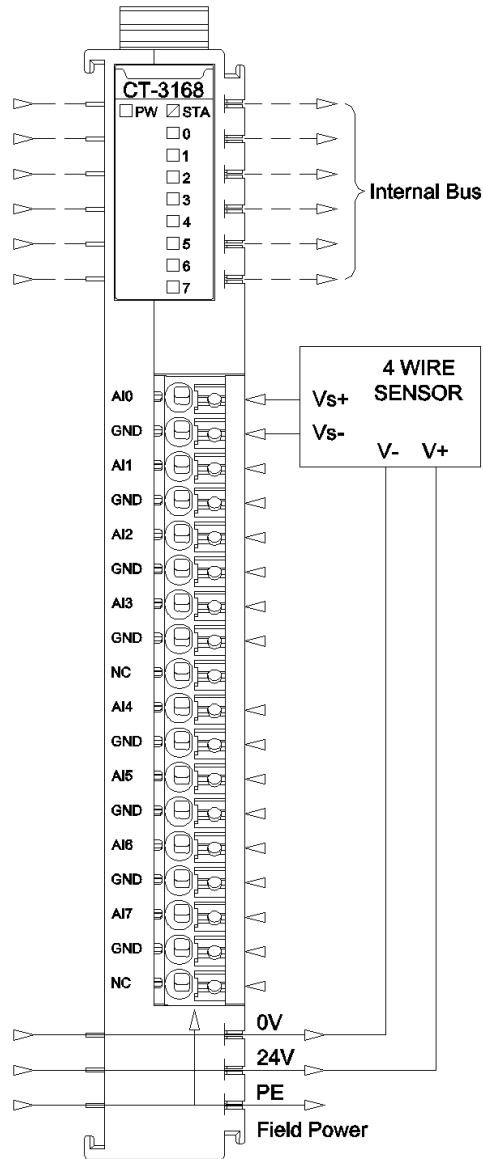 CT-3168
PW STA
0
1
2
3
4
5
6
7
Internal Bus
4 WIRE
SENSOR
Vs+
Vs-
V- V+
AI0
GND
AI1
GND
AI2
GND
AI3
GND
NC
AI4
GND
AI5
GND
AI6
GND
AI7
GND
NC
0V
24V
PE
Field Power